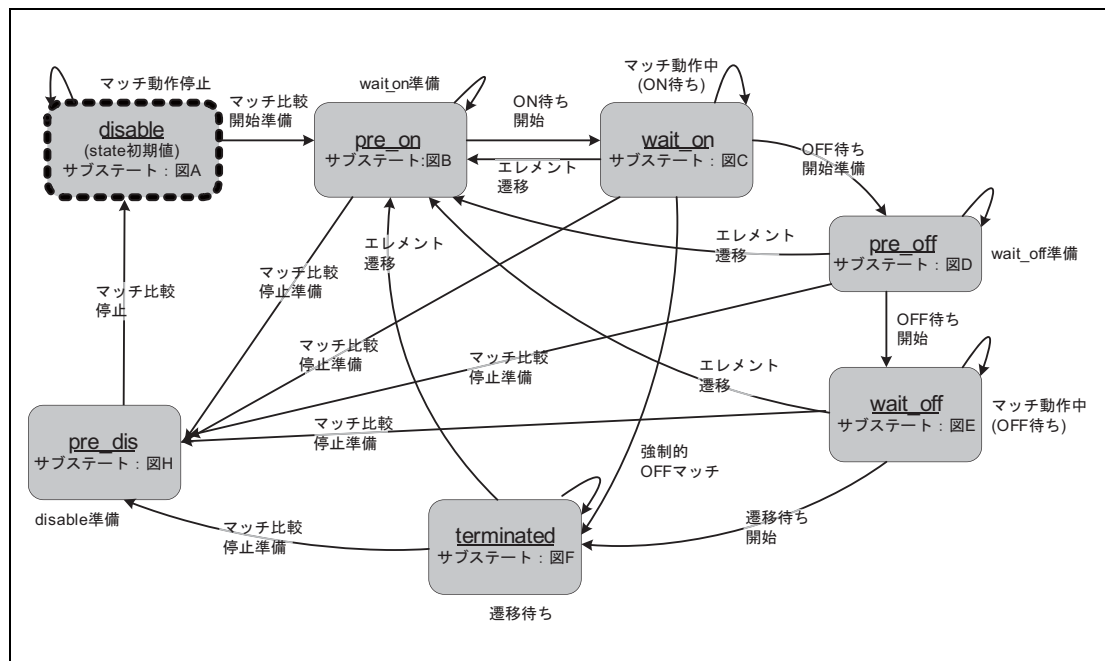 マッチ動作停止
disable
(state初期値)
サブステート：図A
マッチ比較
開始準備
wait_on準備
pre_on
サブステート:図B
ON待ち
開始
エレメント
遷移
マッチ動作中
(ON待ち)
wait_on
サブステート：図C
OFF待ち
開始準備
pre_off
サブステート：図D
wait_off準備
エレメント
遷移
エレメント
遷移
マッチ比較
停止準備
マッチ比較
停止
OFF待ち
開始
マッチ比較
停止準備
マッチ比較
停止準備
エレメント
遷移
wait_off
サブステート：図E
マッチ動作中
(OFF待ち)
pre_dis
サブステート：図H
disable準備
マッチ比較
停止準備
強制的
OFFマッチ
マッチ比較
停止準備
terminated
サブステート：図F
遷移待ち
開始
遷移待ち